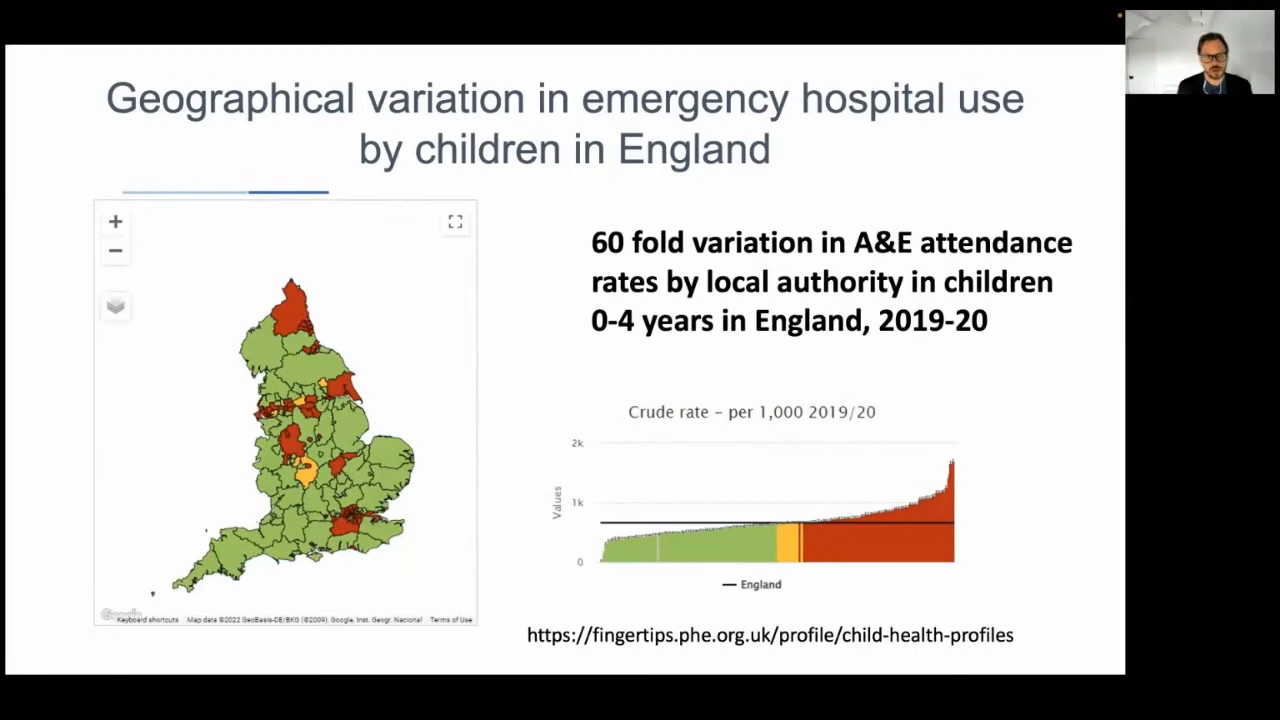 Geographical variation in emergency hospital use
by children in England
+
−
60 fold variation in A&E attendance
rates by local authority in children
0-4 years in England, 2019-20
Crude rate – per 1,000 2019/20
2k
1k
0
Values
England
Google
Keyboard shortcuts Map data ©2022 GeoBasis-DE/BKG (©2009), Google, Inst. Geogr. Nacional Terms of Use
https://fingertips.phe.org.uk/profile/child-health-profiles